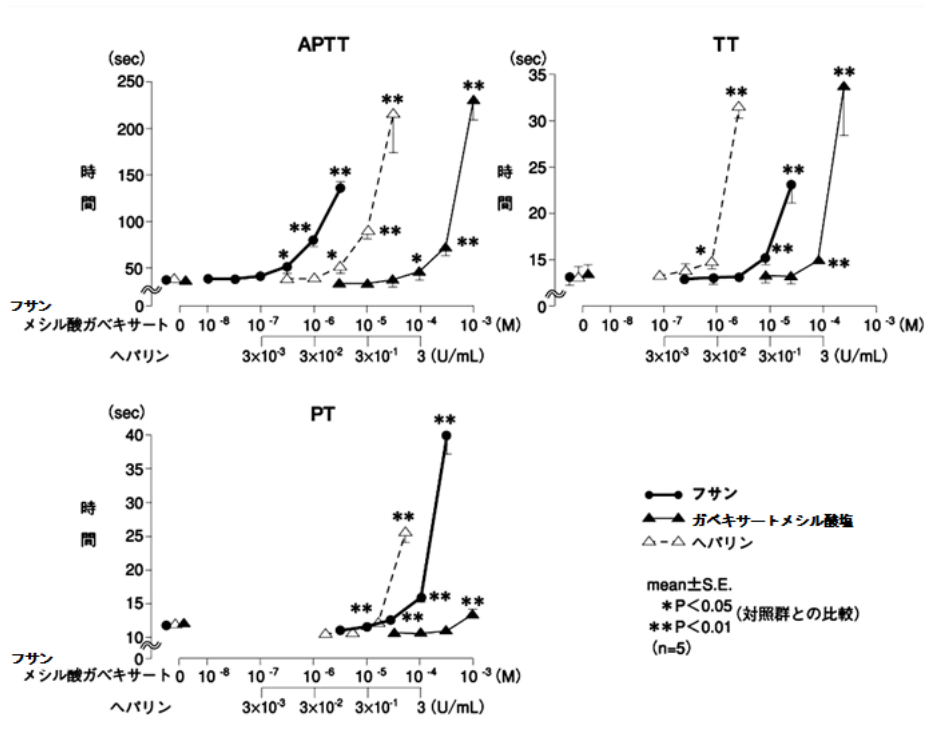 APTT
(sec)
250
200
150
100
50
0
時間
** ** ** ** * * ** * **
フサン
メシル酸ガベキサート 0 10⁻⁸ 10⁻⁷ 10⁻⁶ 10⁻⁵ 10⁻⁴ 10⁻³ (M)
ヘパリン 3×10⁻³ 3×10⁻² 3×10⁻¹ 3 (U/mL)
TT
(sec)
35
30
25
20
15
0
時間
** ** ** * ** **
0 10⁻⁸ 10⁻⁷ 10⁻⁶ 10⁻⁵ 10⁻⁴ 10⁻³ (M)
3×10⁻³ 3×10⁻² 3×10⁻¹ 3 (U/mL)
PT
(sec)
40
35
30
25
20
15
10
0
時間
** ** ** ** ** **
フサン
メシル酸ガベキサート 0 10⁻⁸ 10⁻⁷ 10⁻⁶ 10⁻⁵ 10⁻⁴ 10⁻³ (M)
ヘパリン 3×10⁻³ 3×10⁻² 3×10⁻¹ 3 (U/mL)
フサン
ガベキサートメシル酸塩
ヘパリン
mean±S.E.
*P<0.05
**P<0.01 (対照群との比較)
(n=5)